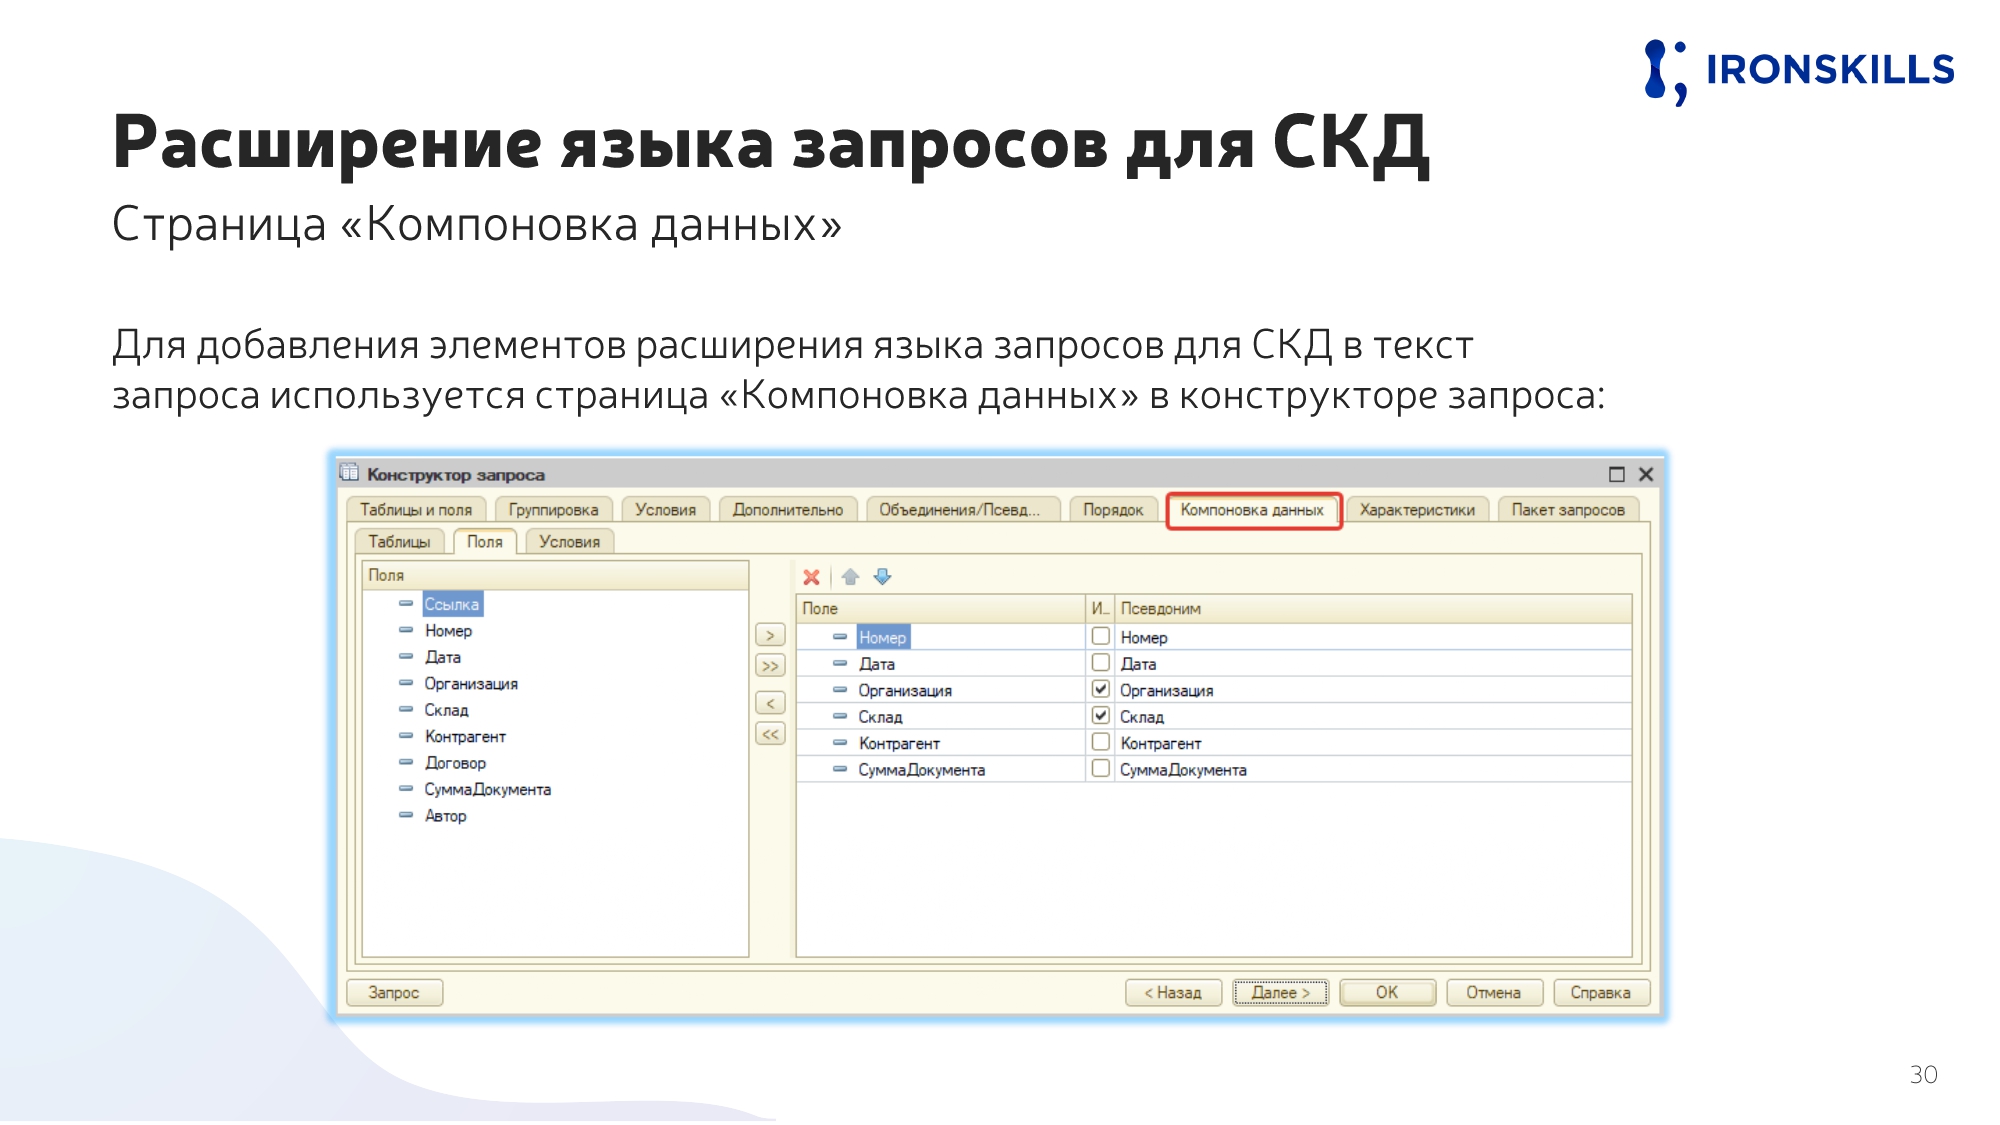 IRONSKILLS
Расширение языка запросов для СКД
Страница «Компоновка данных»
Для добавления элементов расширения языка запросов для СКД в текст
запроса используется страница «Компоновка данных» в конструкторе запроса:
Конструктор запроса
Таблицы и поля Группировка Условия Дополнительно Объединения/Псевд... Порядок Компоновка данных Характеристики Пакет запросов
Таблицы Поля Условия
Поля
Ссылка
Номер
Дата
Организация
Склад
Контрагент
Договор
СуммаДокумента
Автор
>
>>
<
<<
Поле И... Псевдоним
Номер Номер
Дата Дата
Организация Организация
Склад Склад
Контрагент Контрагент
СуммаДокумента СуммаДокумента
Запрос < Назад Далее > ОК Отмена Справка
30